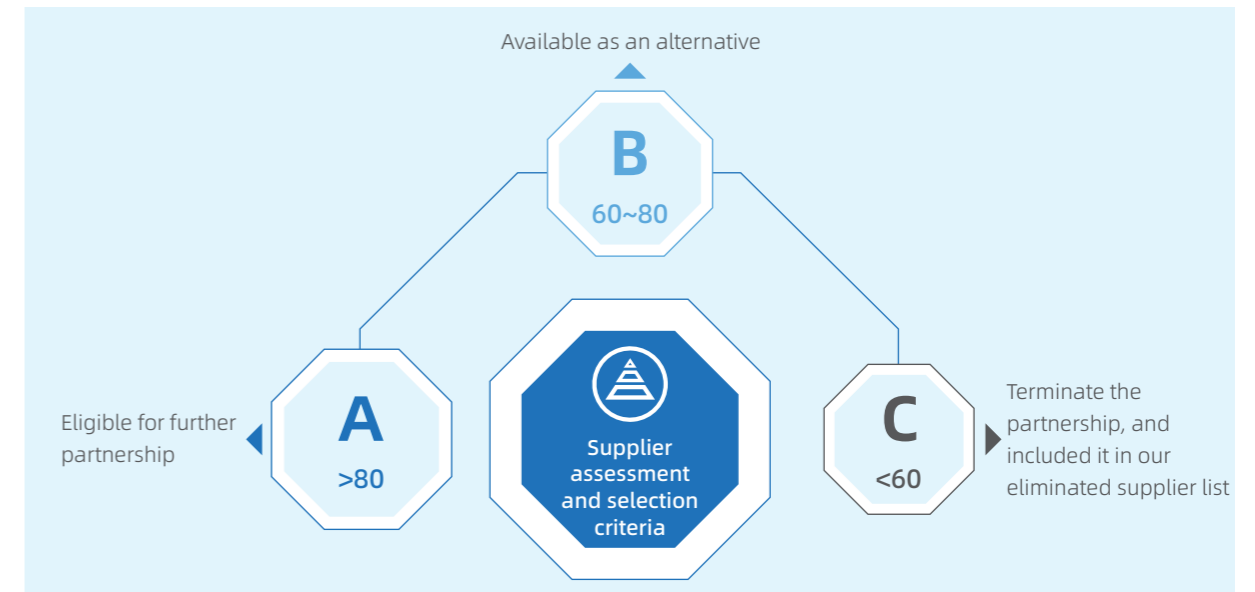 Available as an alternative
B
60~80
Eligible for further
partnership
A
>80
Supplier
assessment
and selection
criteria
C
<60
Terminate the
partnership, and
included it in our
eliminated supplier list